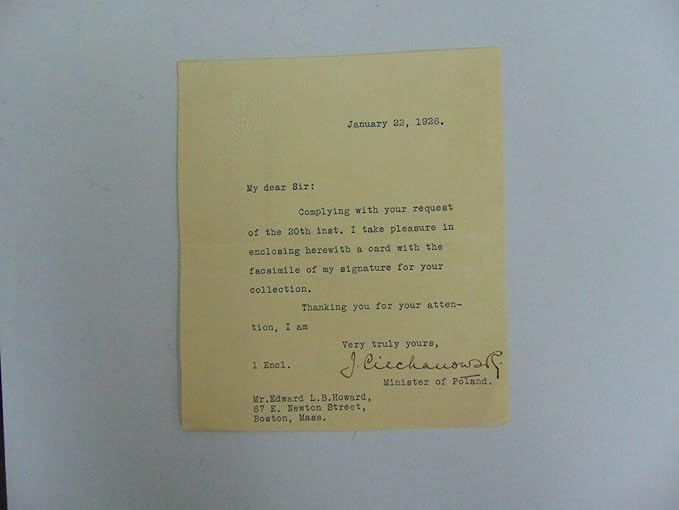 January 22, 1926.
My dear Sir:
Complying with your request
of the 20th inst. I take pleasure in
enclosing herewith a card with the
facsimile of my signature for your
collection.
Thanking you for your atten-
tion, I am
Very truly yours,
1 Encl.
J. Ciechanowski.
Minister of Poland.
Mr.Edward L.B.Howard,
67 E. Newton Street,
Boston, Mass.